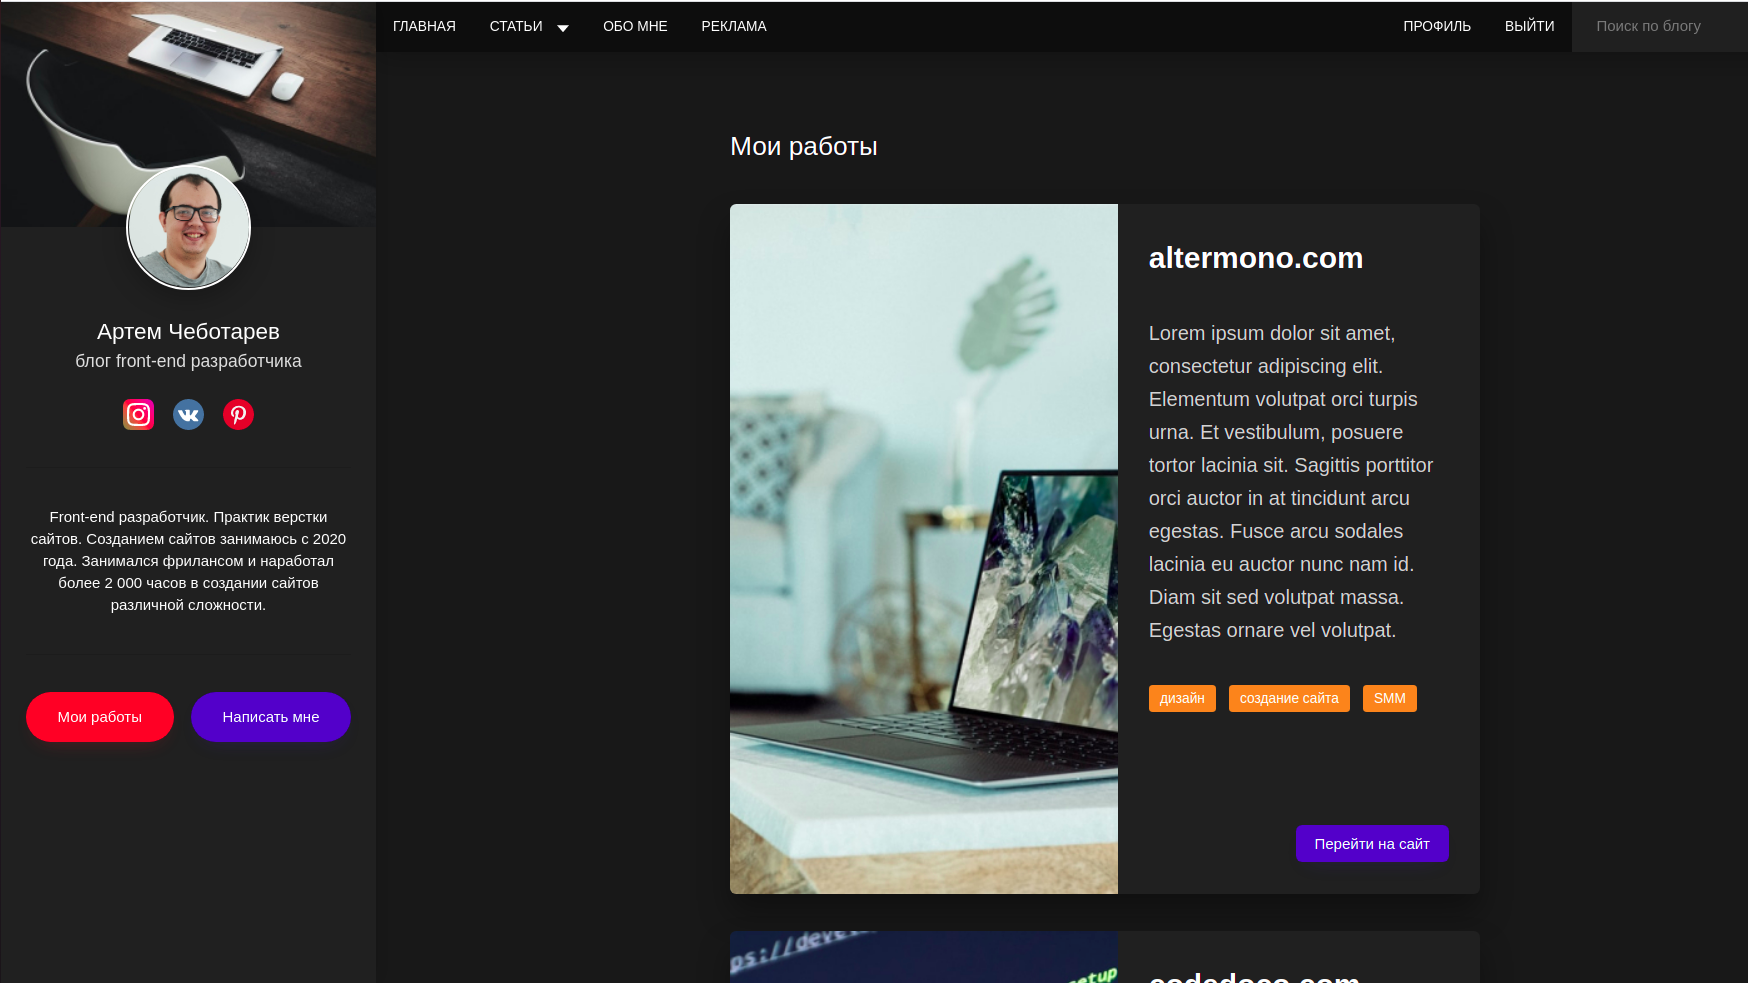 ГЛАВНАЯ СТАТЬИ ОБО МНЕ РЕКЛАМА ПРОФИЛЬ ВЫЙТИ Поиск по блогу
Артем Чеботарев
блог front-end разработчика
Front-end разработчик. Практик верстки
сайтов. Созданием сайтов занимаюсь с 2020
года. Занимался фрилансом и наработал
более 2 000 часов в создании сайтов
различной сложности.
Мои работы Написать мне
Мои работы
altermono.com
Lorem ipsum dolor sit amet,
consectetur adipiscing elit.
Elementum volutpat orci turpis
urna. Et vestibulum, posuere
tortor lacinia sit. Sagittis porttitor
orci auctor in at tincidunt arcu
egestas. Fusce arcu sodales
lacinia eu auctor nunc nam id.
Diam sit sed volutpat massa.
Egestas ornare vel volutpat.
дизайн создание сайта SMM
Перейти на сайт